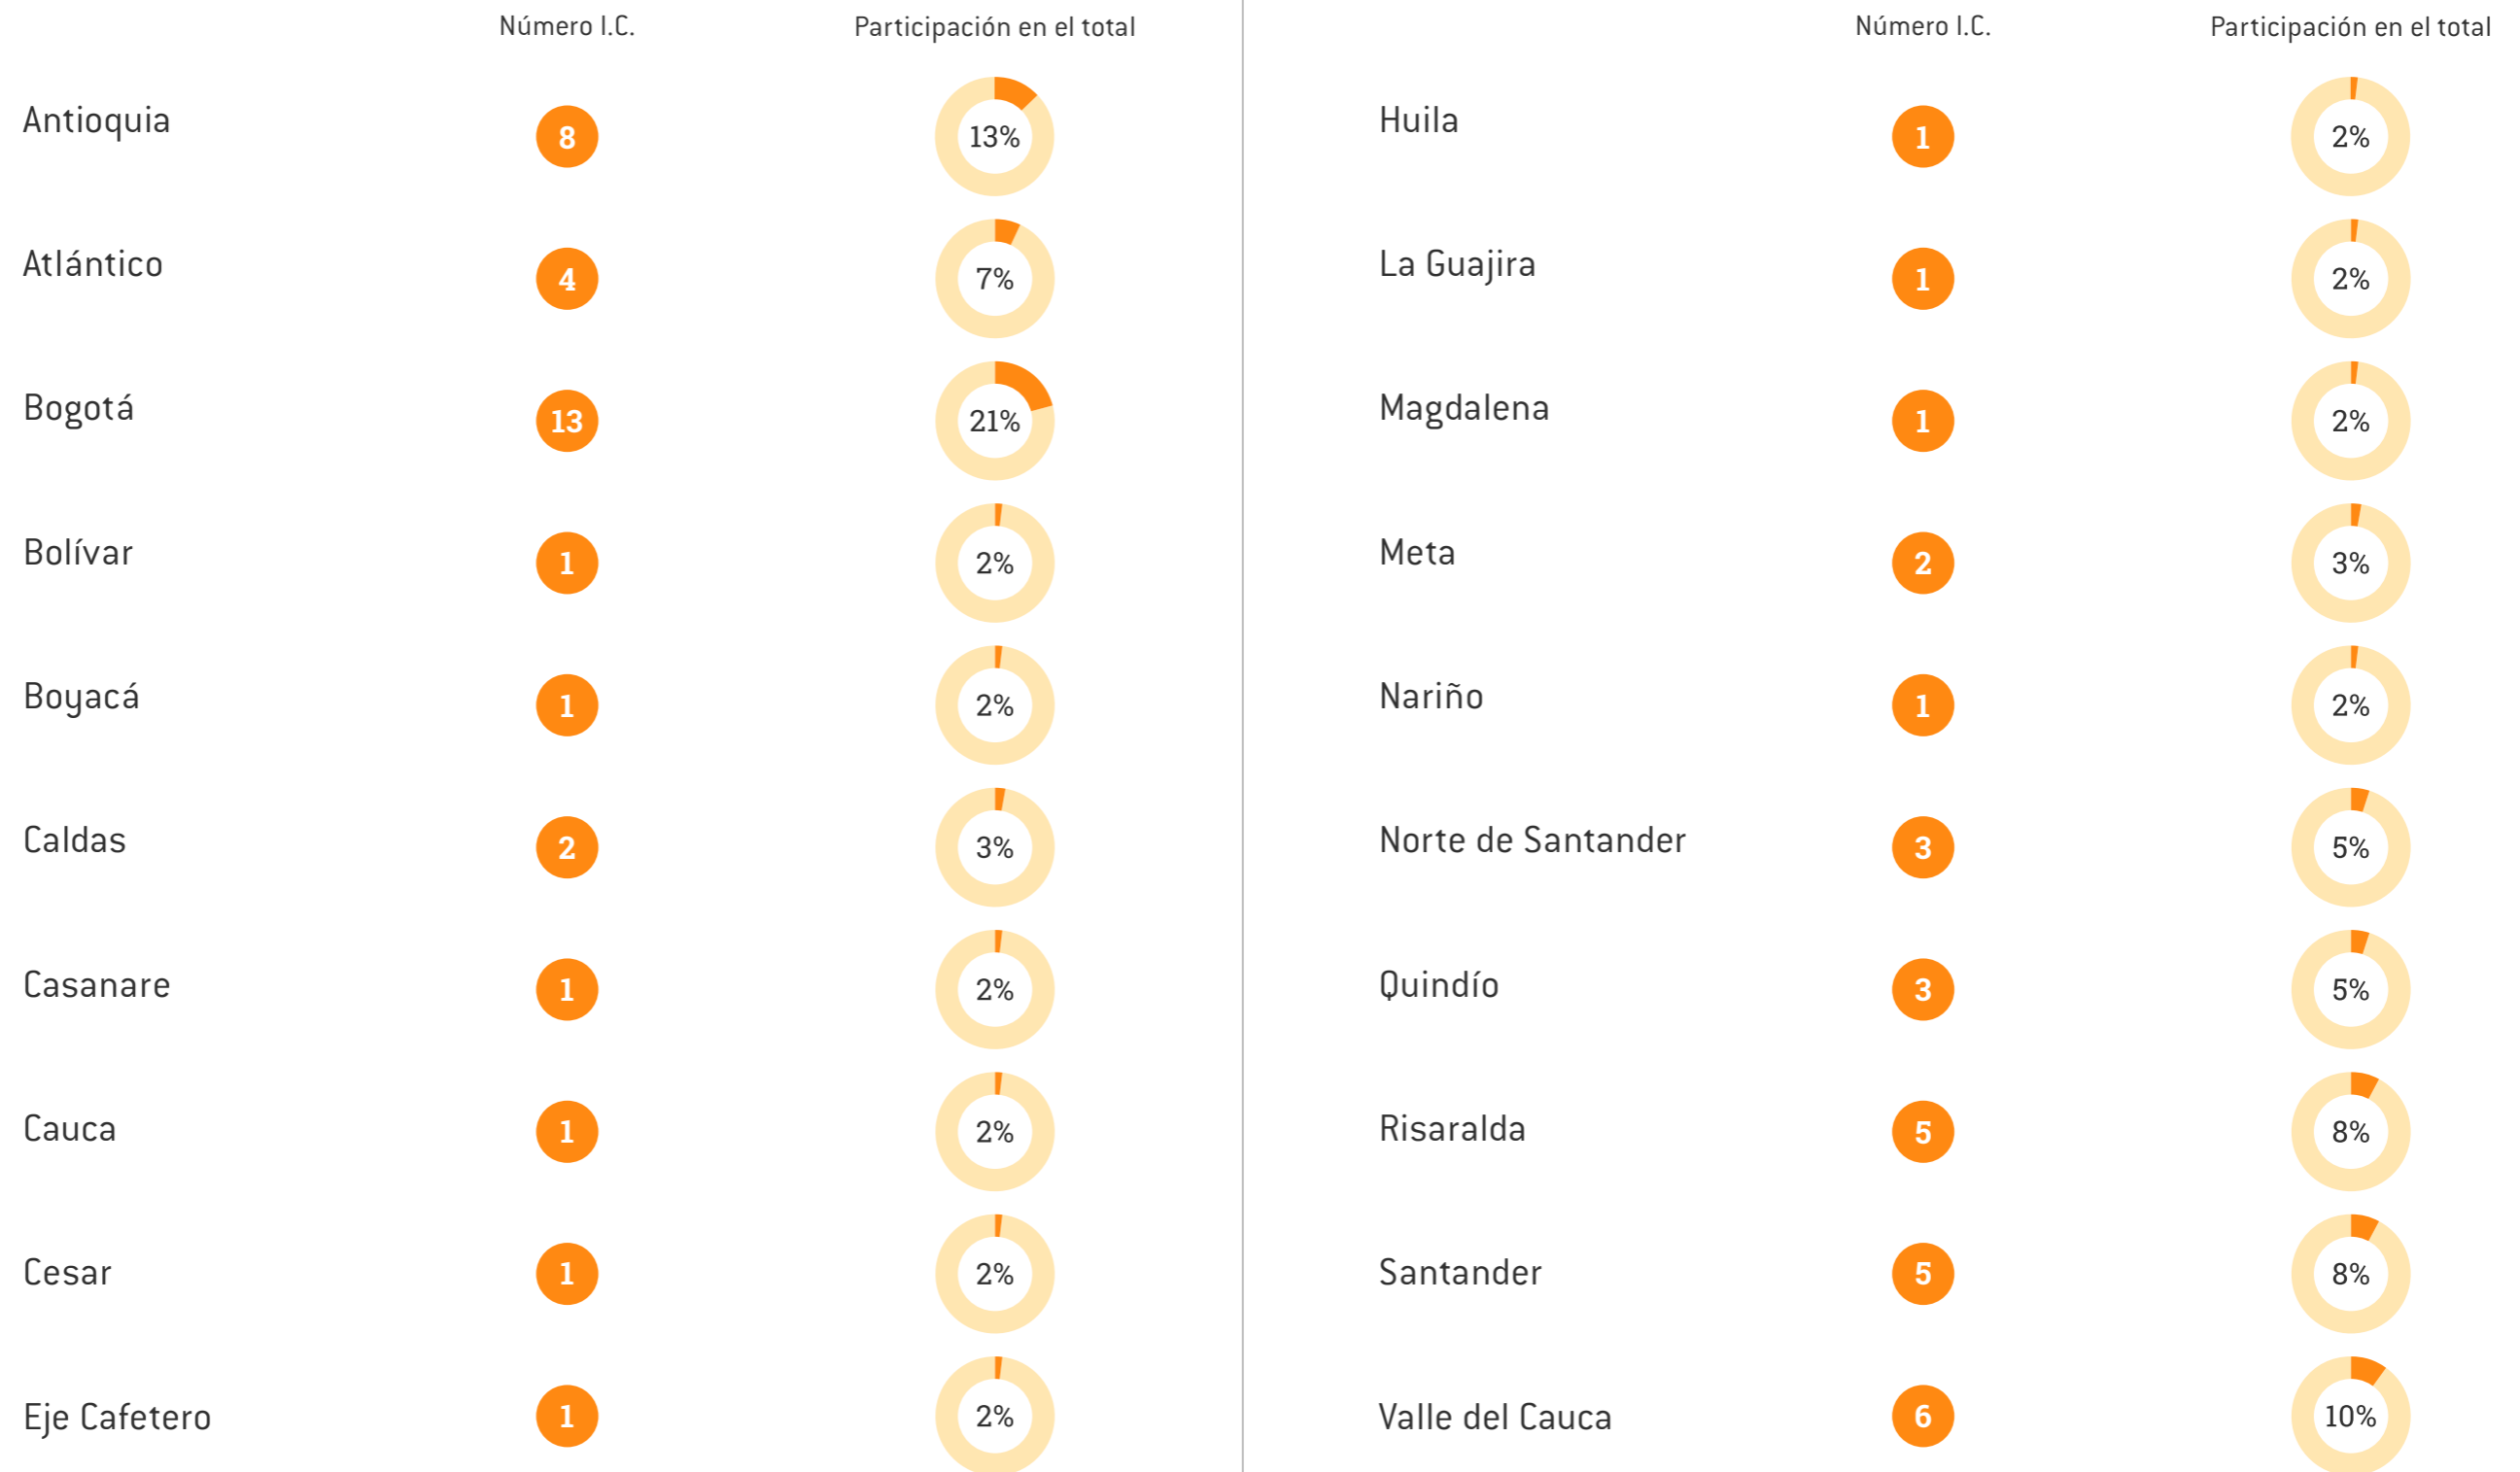 Número I.C. Participación en el total
Antioquia 8 13%
Atlántico 4 7%
Bogotá 13 21%
Bolívar 1 2%
Boyacá 1 2%
Caldas 2 3%
Casanare 1 2%
Cauca 1 2%
Cesar 1 2%
Eje Cafetero 1 2%
Número I.C. Participación en el total
Huila 1 2%
La Guajira 1 2%
Magdalena 1 2%
Meta 2 3%
Nariño 1 2%
Norte de Santander 3 5%
Quindío 3 5%
Risaralda 5 8%
Santander 5 8%
Valle del Cauca 6 10%